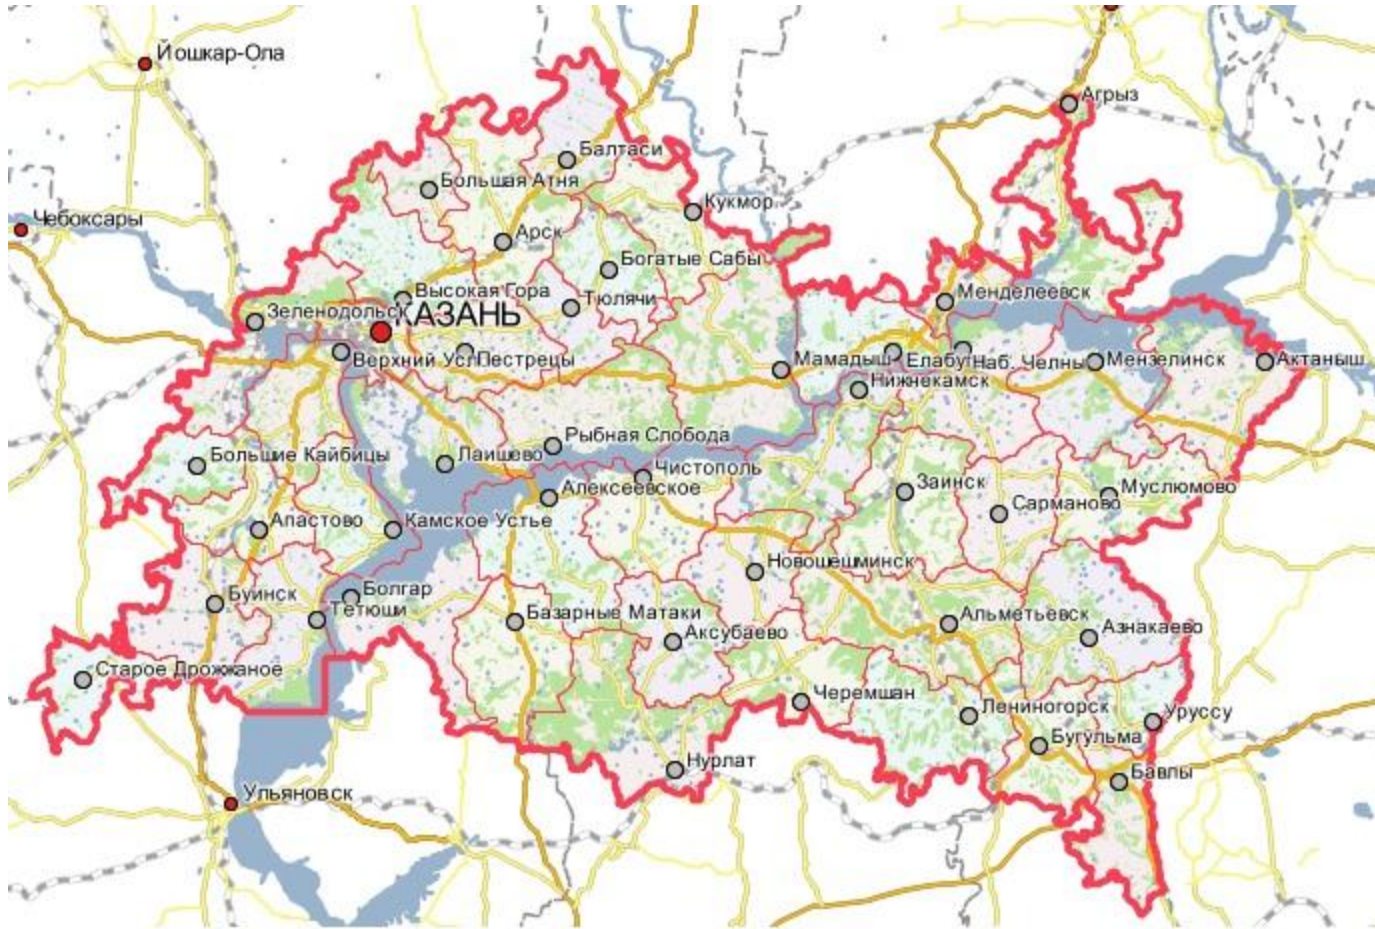 Йошкар-Ола
Агрыз
Балтаси
Большая Атня
Кукмор
Чебоксары
Арск
Богатые Сабы
Высокая Гора
Менделеевск
Тюлячи
Зеленодольск
КАЗАНЬ
Верхний Усл
Пестрецы
Мамадыш
Елабу
Наб. Челны
Мензелинск
Актаныш
Нижнекамск
Рыбная Слобода
Большие Кайбицы
Лаишево
Чистополь
Алексеевское
Заинск
Муслюмово
Сарманово
Апастово
Камское Устье
Новошешминск
Болгар
Буинск
Тетюши
Базарные Матаки
Альметьевск
Аксубаево
Азнакаево
Старое Дрожжаное
Черемшан
Лениногорск
Уруссу
Бугульма
Нурлат
Бавлы
Ульяновск